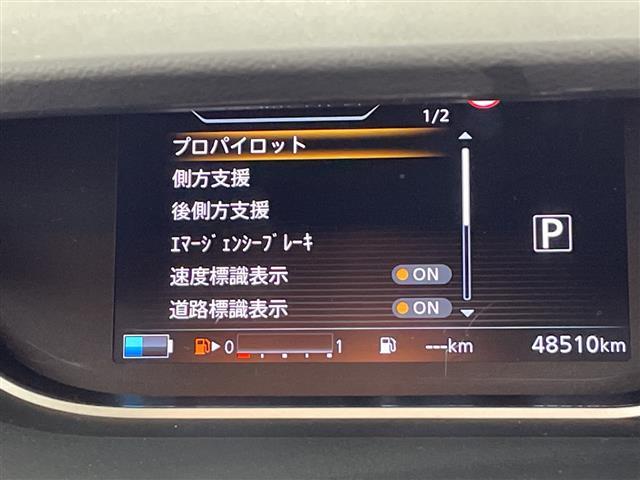 1/2
プロパイロット
側方支援
後側方支援
ｴﾏｰｼﾞｪﾝｼｰﾌﾞﾚｰｷ
速度標識表示 ON
道路標識表示 ON
P
0 1 ---km 48510km